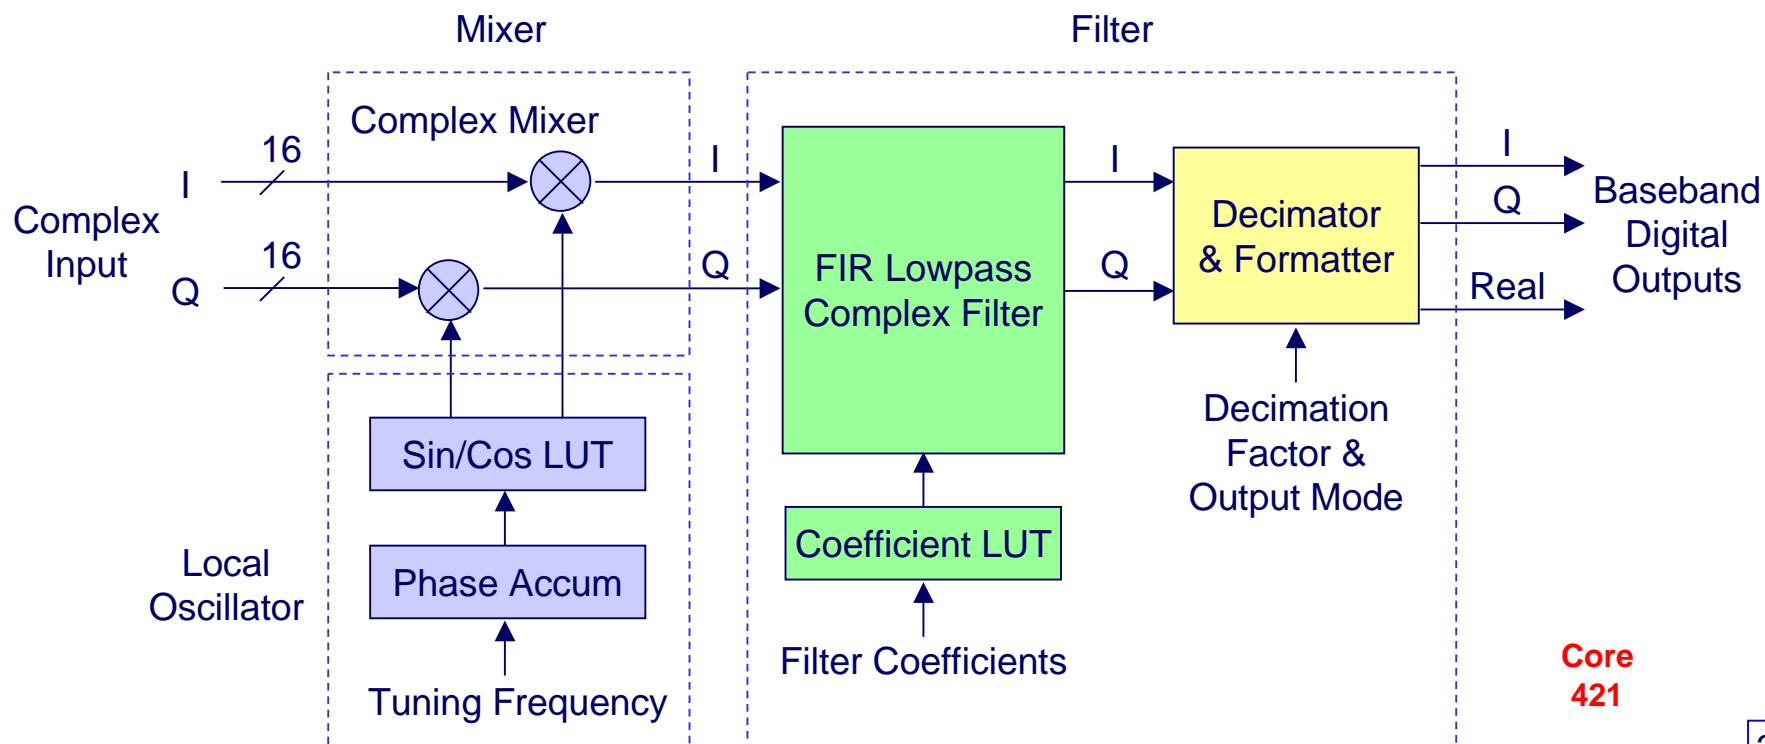 Mixer
Filter
Complex Mixer
16
I
I
I
I
Complex
Input
16
Q
Q
Q
Q
FIR Lowpass
Complex Filter
Decimator
& Formatter
Real
Baseband
Digital
Outputs
Sin/Cos LUT
Decimation
Factor &
Output Mode
Coefficient LUT
Local
Oscillator
Phase Accum
Filter Coefficients
Tuning Frequency
Core
421